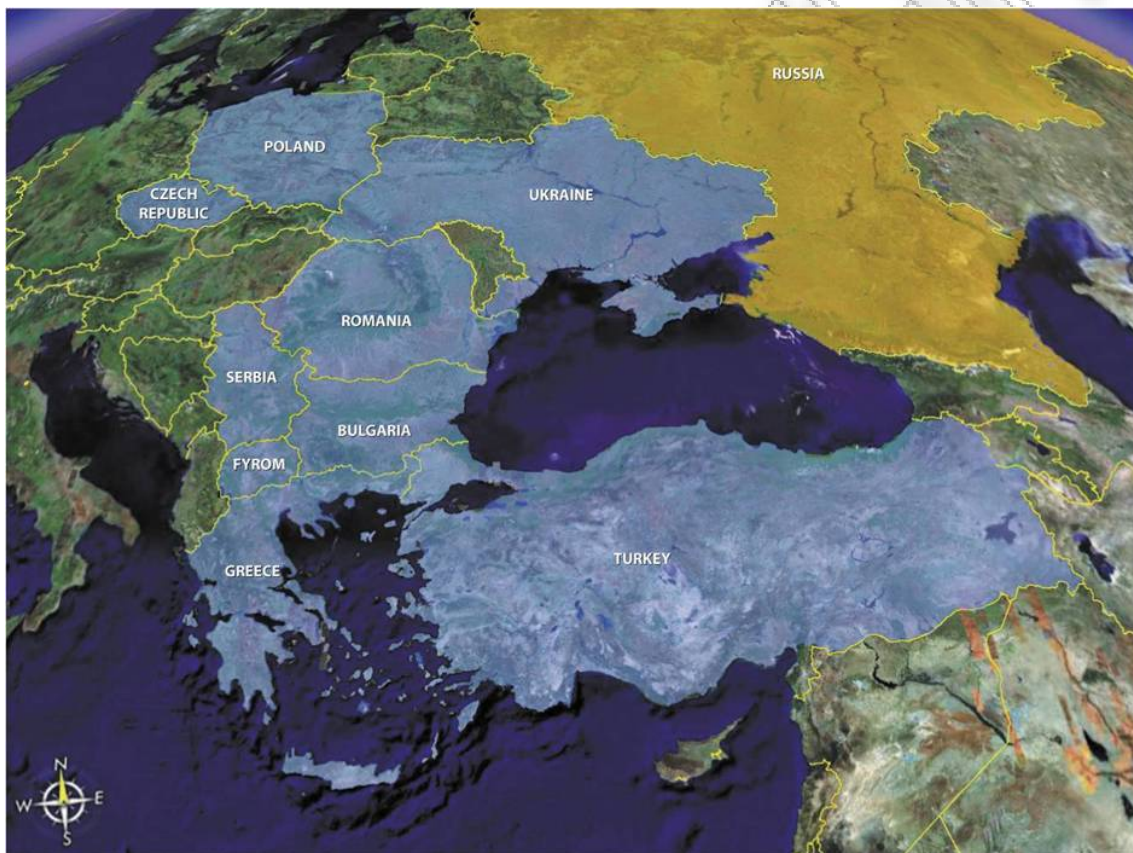 RUSSIA
POLAND
CZECH
REPUBLIC
UKRAINE
ROMANIA
SERBIA
BULGARIA
FYROM
GREECE
TURKEY
N
W E
S